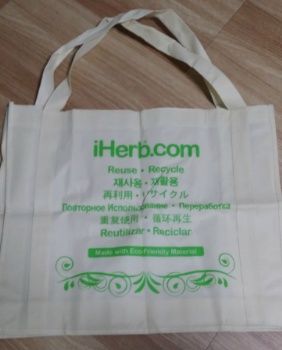 iHerb.com
Reuse • Recycle
재사용 • 재활용
再利用 • リサイクル
Повторное Использование • Переработка
重复使用 • 循环再生
Reutilizar • Reciclar
Made with Eco-Friendly Material